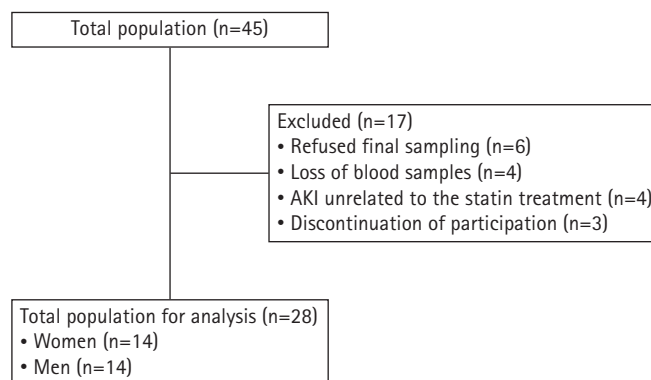 Total population (n=45)
Excluded (n=17)
• Refused final sampling (n=6)
• Loss of blood samples (n=4)
• AKI unrelated to the statin treatment (n=4)
• Discontinuation of participation (n=3)
Total population for analysis (n=28)
• Women (n=14)
• Men (n=14)